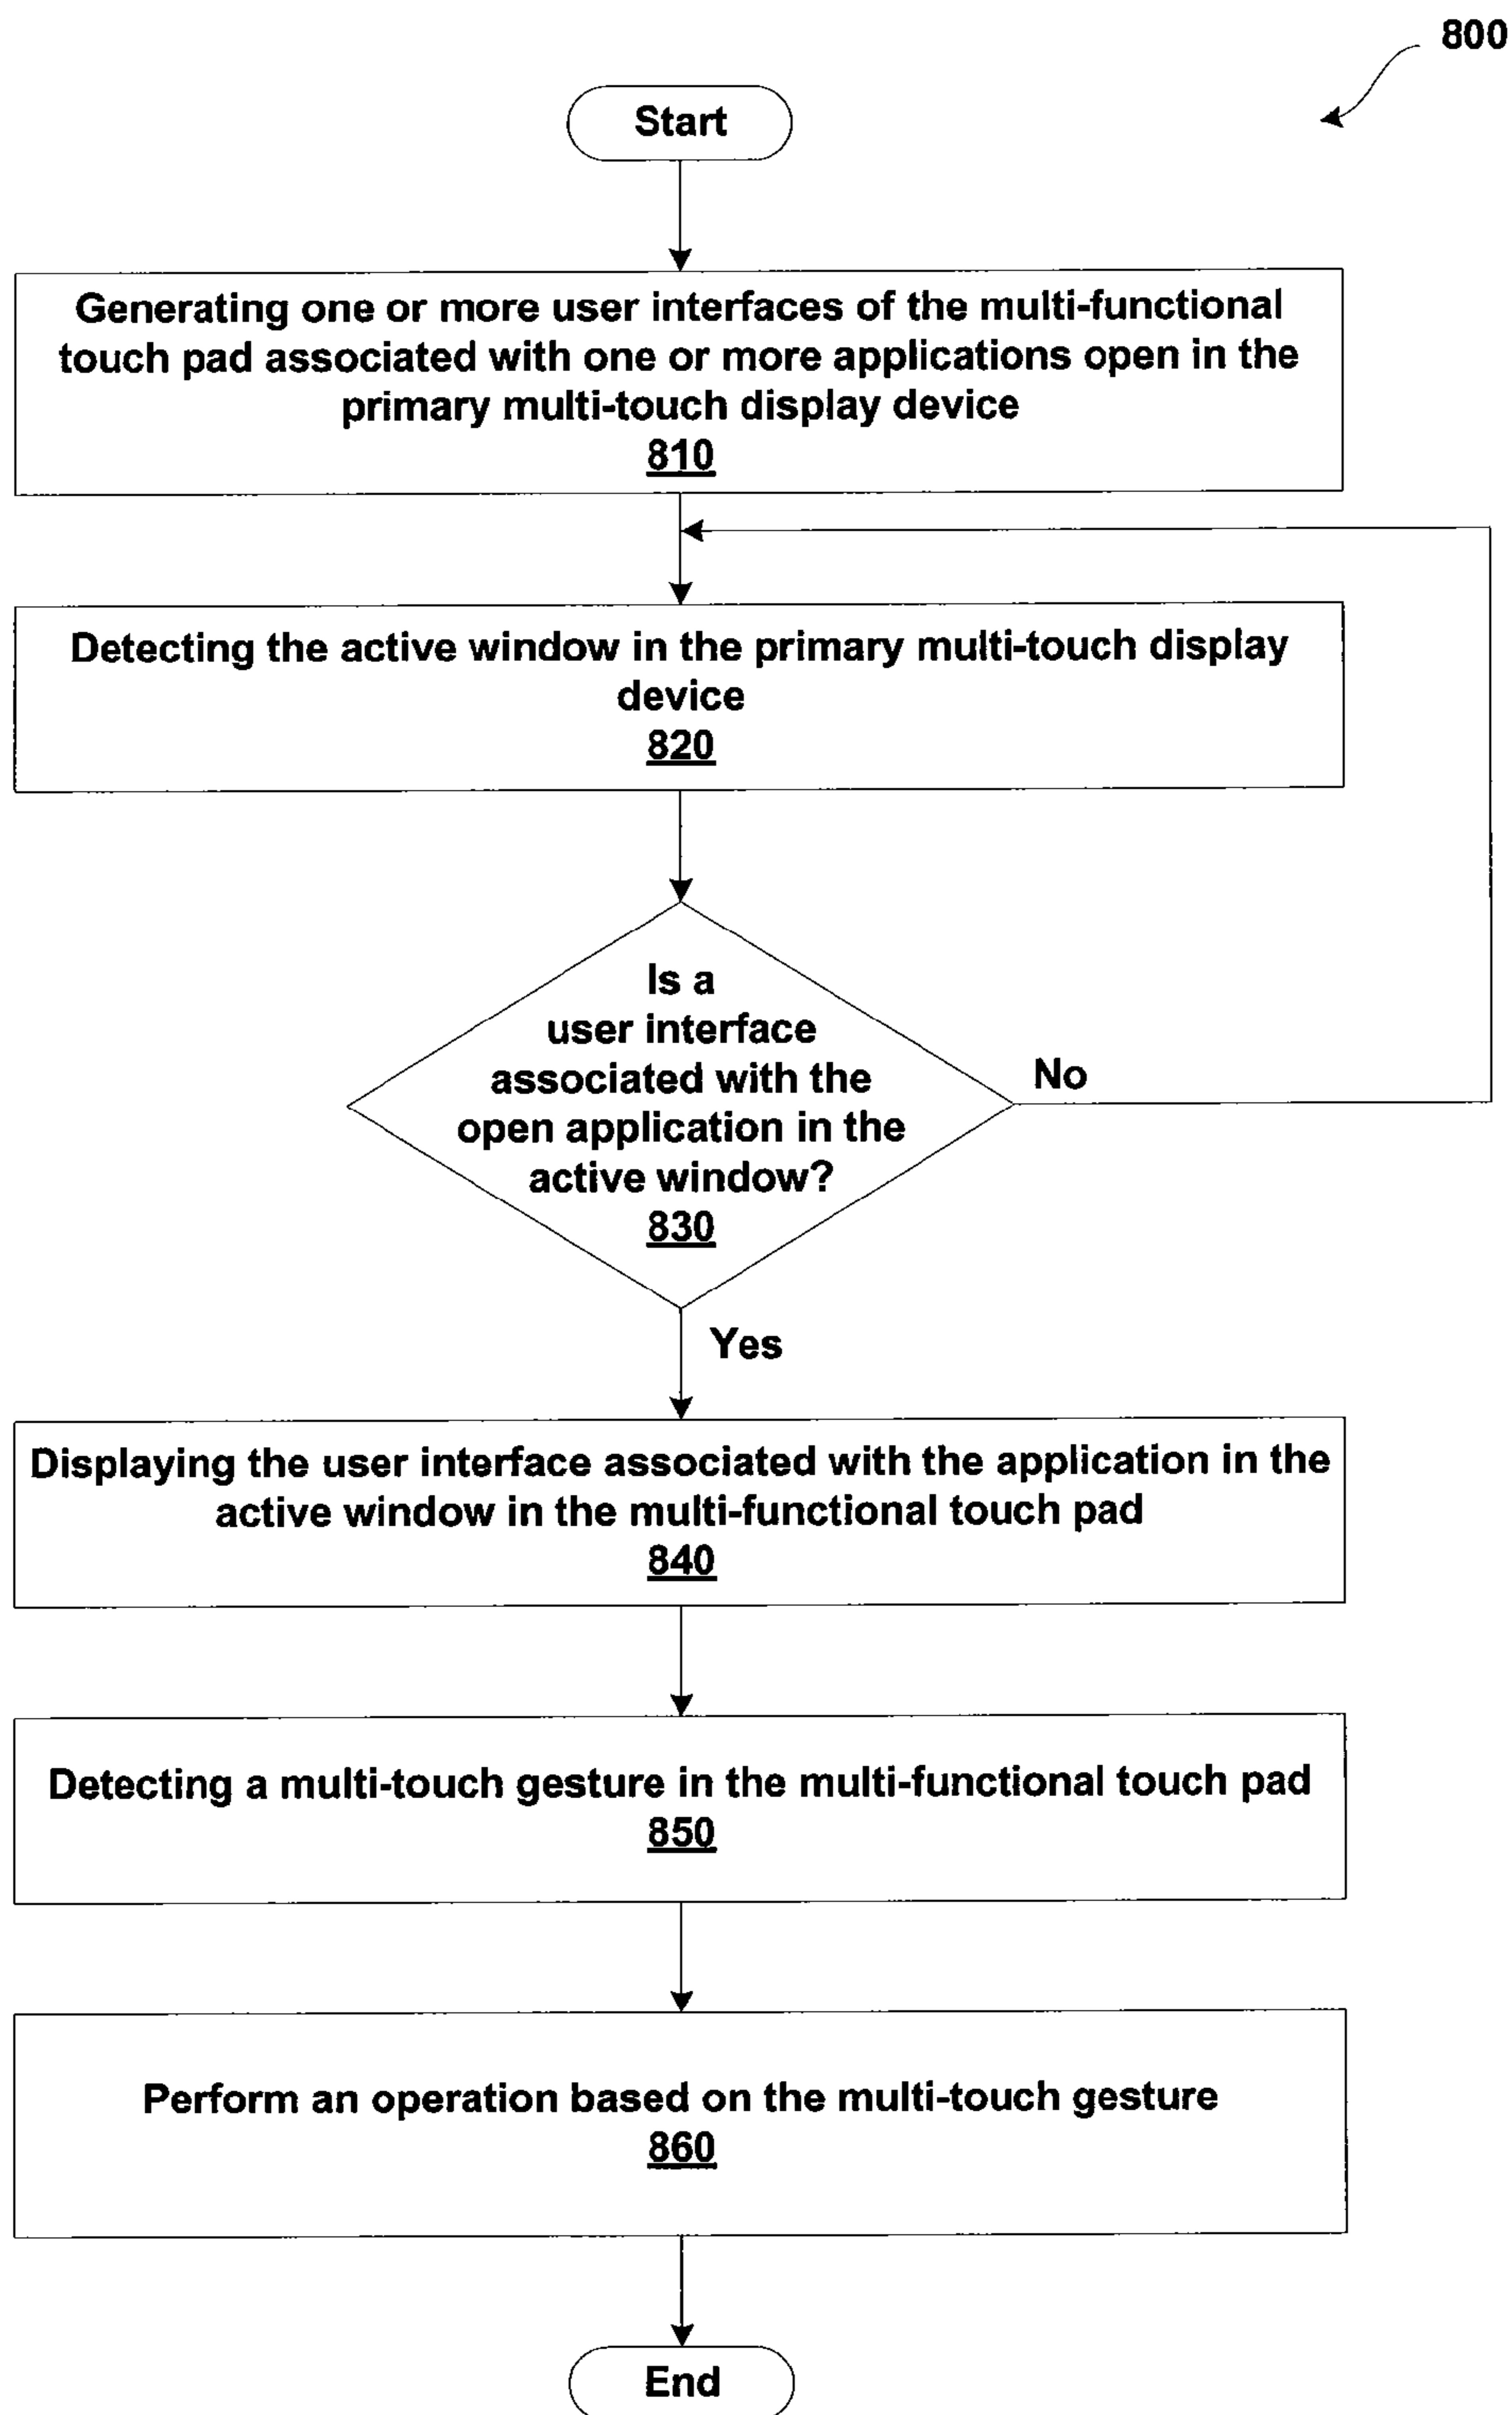 800
Start
Generating one or more user interfaces of the multi-functional
touch pad associated with one or more applications open in the
primary multi-touch display device
810
Detecting the active window in the primary multi-touch display
device
820
Is a
user interface
associated with the
open application in the
active window?
830
No
Yes
Displaying the user interface associated with the application in the
active window in the multi-functional touch pad
840
Detecting a multi-touch gesture in the multi-functional touch pad
850
Perform an operation based on the multi-touch gesture
860
End